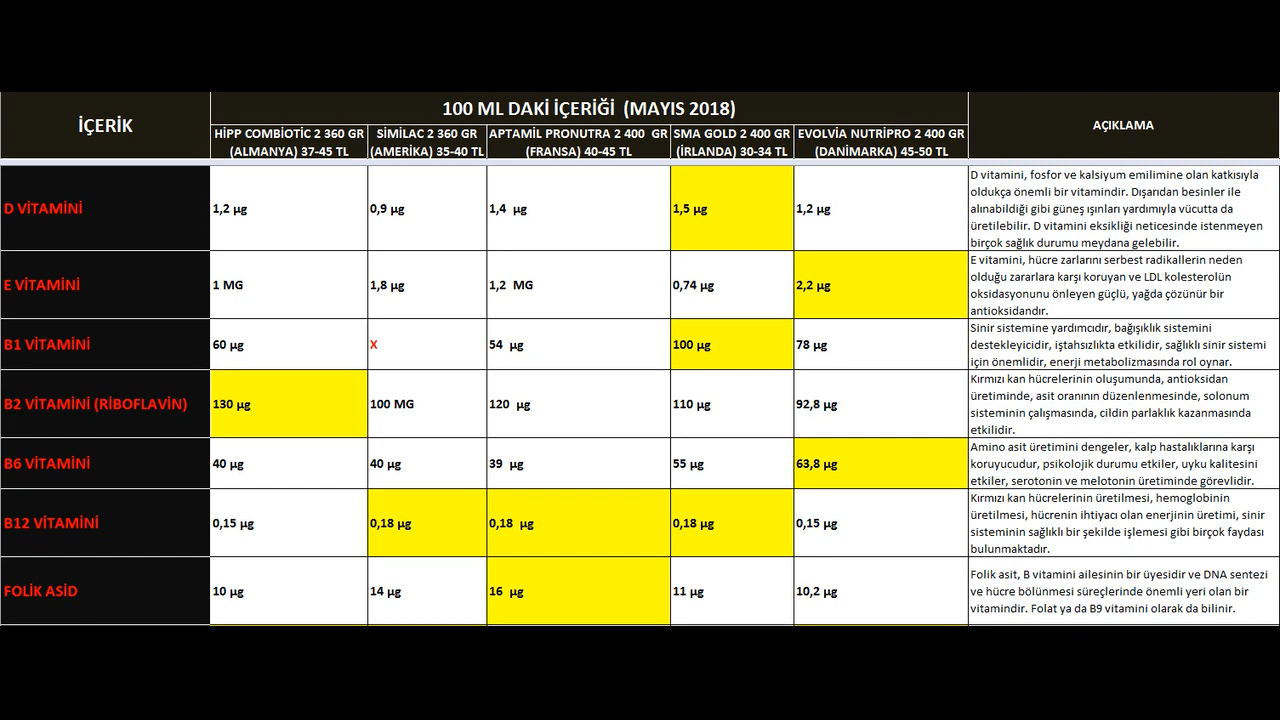 İÇERİK
100 ML DAKİ İÇERİĞİ (MAYIS 2018)
AÇIKLAMA
HİPP COMBİOTİC 2 360 GR
(ALMANYA) 37-45 TL
SİMİLAC 2 360 GR
(AMERİKA) 35-40 TL
APTAMİL PRONUTRA 2 400 GR
(FRANSA) 40-45 TL
SMA GOLD 2 400 GR
(İRLANDA) 30-34 TL
EVOLVİA NUTRİPRO 2 400 GR
(DANİMARKA) 45-50 TL
D VİTAMİNİ
1,2 µg
0,9 µg
1,4 µg
1,5 µg
1,2 µg
D vitamini, fosfor ve kalsiyum emilimine olan katkısıyla
oldukça önemli bir vitamindir. Dışarıdan besinler ile
alınabildiği gibi güneş ışınları yardımıyla vücutta da
üretilebilir. D vitamini eksikliği neticesinde istenmeyen
birçok sağlık durumu meydana gelebilir.
E VİTAMİNİ
1 MG
1,8 µg
1,2 MG
0,74 µg
2,2 µg
E vitamini, hücre zarlarını serbest radikallerin neden
olduğu zararlara karşı koruyan ve LDL kolesterolün
oksidasyonunu önleyen güçlü, yağda çözünür bir
antioksidandır.
B1 VİTAMİNİ
60 µg
X
54 µg
100 µg
78 µg
Sinir sistemine yardımcıdır, bağışıklık sistemini
destekleyicidir, iştahsızlıkta etkilidir, sağlıklı sinir sistemi
için önemlidir, enerji metabolizmasında rol oynar.
B2 VİTAMİNİ (RİBOFLAVİN)
130 µg
100 MG
120 µg
110 µg
92,8 µg
Kırmızı kan hücrelerinin oluşumunda, antioksidan
üretiminde, asit oranının düzenlenmesinde, solonum
sisteminin çalışmasında, cildin parlaklık kazanmasında
etkilidir.
B6 VİTAMİNİ
40 µg
40 µg
39 µg
55 µg
63,8 µg
Amino asit üretimini dengeler, kalp hastalıklarına karşı
koruyucudur, psikolojik durumu etkiler, uyku kalitesini
etkiler, serotonin ve melotonin üretiminde görevlidir.
B12 VİTAMİNİ
0,15 µg
0,18 µg
0,18 µg
0,18 µg
0,15 µg
Kırmızı kan hücrelerinin üretilmesi, hemoglobinin
üretilmesi, hücrenin ihtiyacı olan enerjinin üretimi, sinir
sisteminin sağlıklı bir şekilde işlemesi gibi birçok faydası
bulunmaktadır.
FOLİK ASİD
10 µg
14 µg
16 µg
11 µg
10,2 µg
Folik asit, B vitamini ailesinin bir üyesidir ve DNA sentezi
ve hücre bölünmesi süreçlerinde önemli yeri olan bir
vitamindir. Folat ya da B9 vitamini olarak da bilinir.